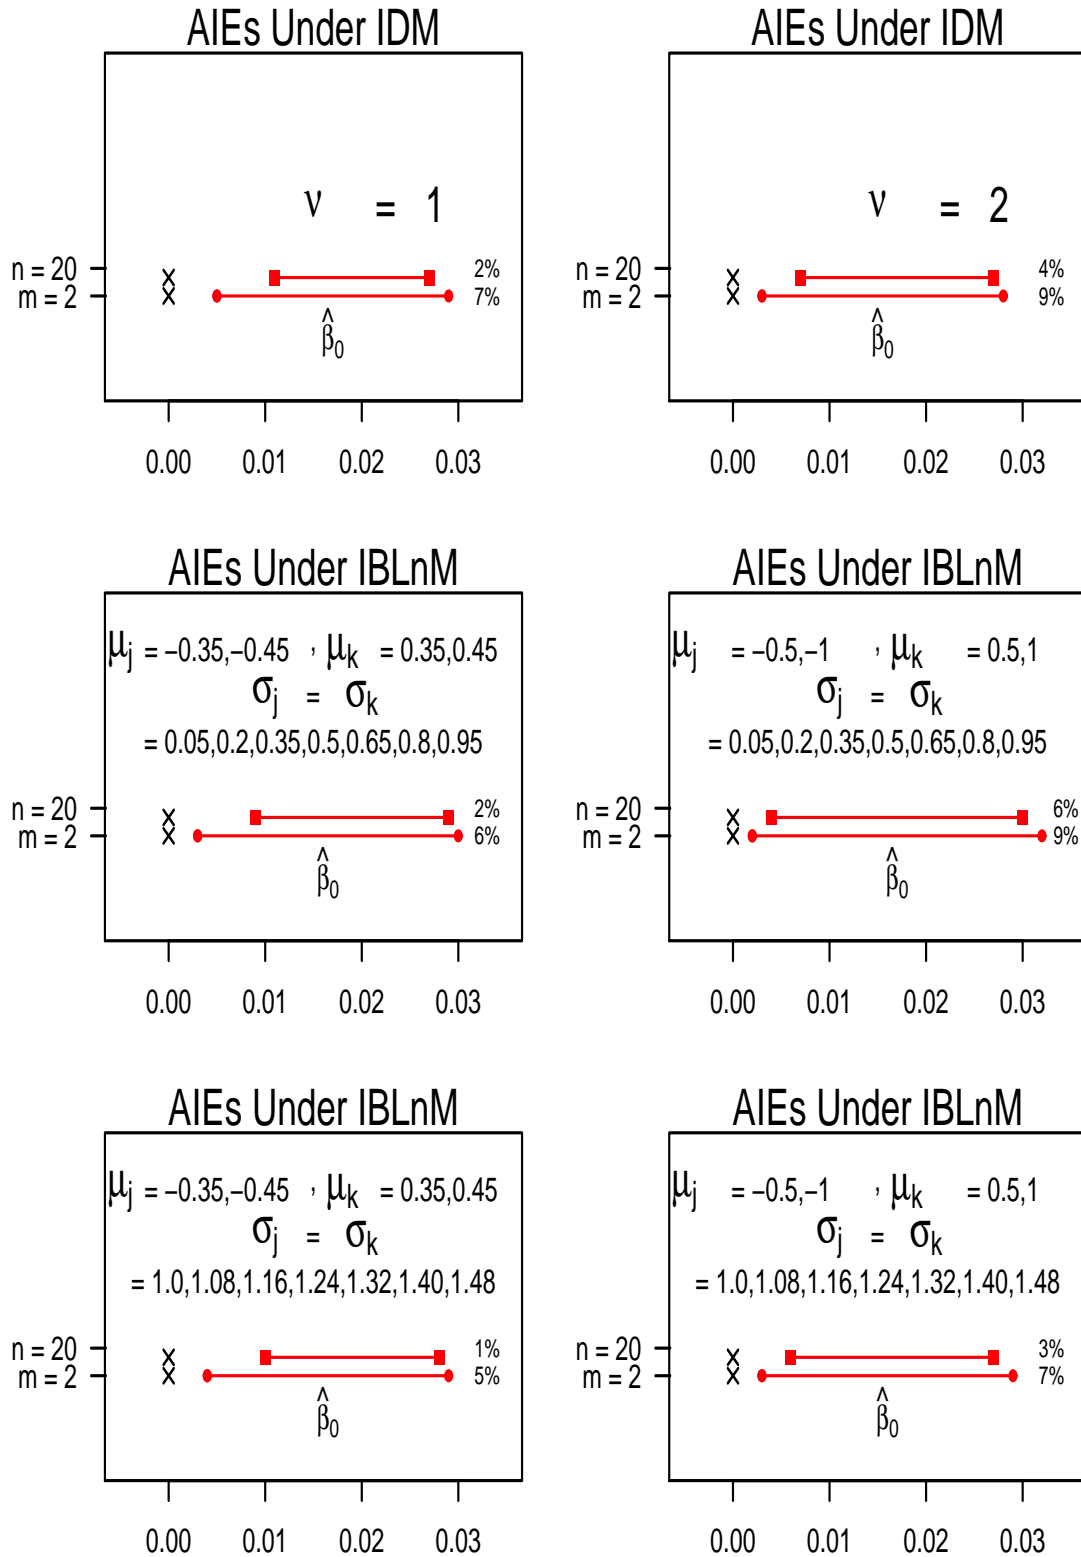 AIEs Under IDM
ν = 1
n = 20
2%
m = 2
7%
β̂₀
0.00 0.01 0.02 0.03
AIEs Under IDM
ν = 2
n = 20
4%
m = 2
9%
β̂₀
0.00 0.01 0.02 0.03
AIEs Under IBLnM
μj = −0.35,−0.45 , μk = 0.35,0.45
σj = σk
= 0.05,0.2,0.35,0.5,0.65,0.8,0.95
n = 20
2%
m = 2
6%
β̂₀
0.00 0.01 0.02 0.03
AIEs Under IBLnM
μj = −0.5,−1 , μk = 0.5,1
σj = σk
= 0.05,0.2,0.35,0.5,0.65,0.8,0.95
n = 20
6%
m = 2
9%
β̂₀
0.00 0.01 0.02 0.03
AIEs Under IBLnM
μj = −0.35,−0.45 , μk = 0.35,0.45
σj = σk
= 1.0,1.08,1.16,1.24,1.32,1.40,1.48
n = 20
1%
m = 2
5%
β̂₀
0.00 0.01 0.02 0.03
AIEs Under IBLnM
μj = −0.5,−1 , μk = 0.5,1
σj = σk
= 1.0,1.08,1.16,1.24,1.32,1.40,1.48
n = 20
3%
m = 2
7%
β̂₀
0.00 0.01 0.02 0.03